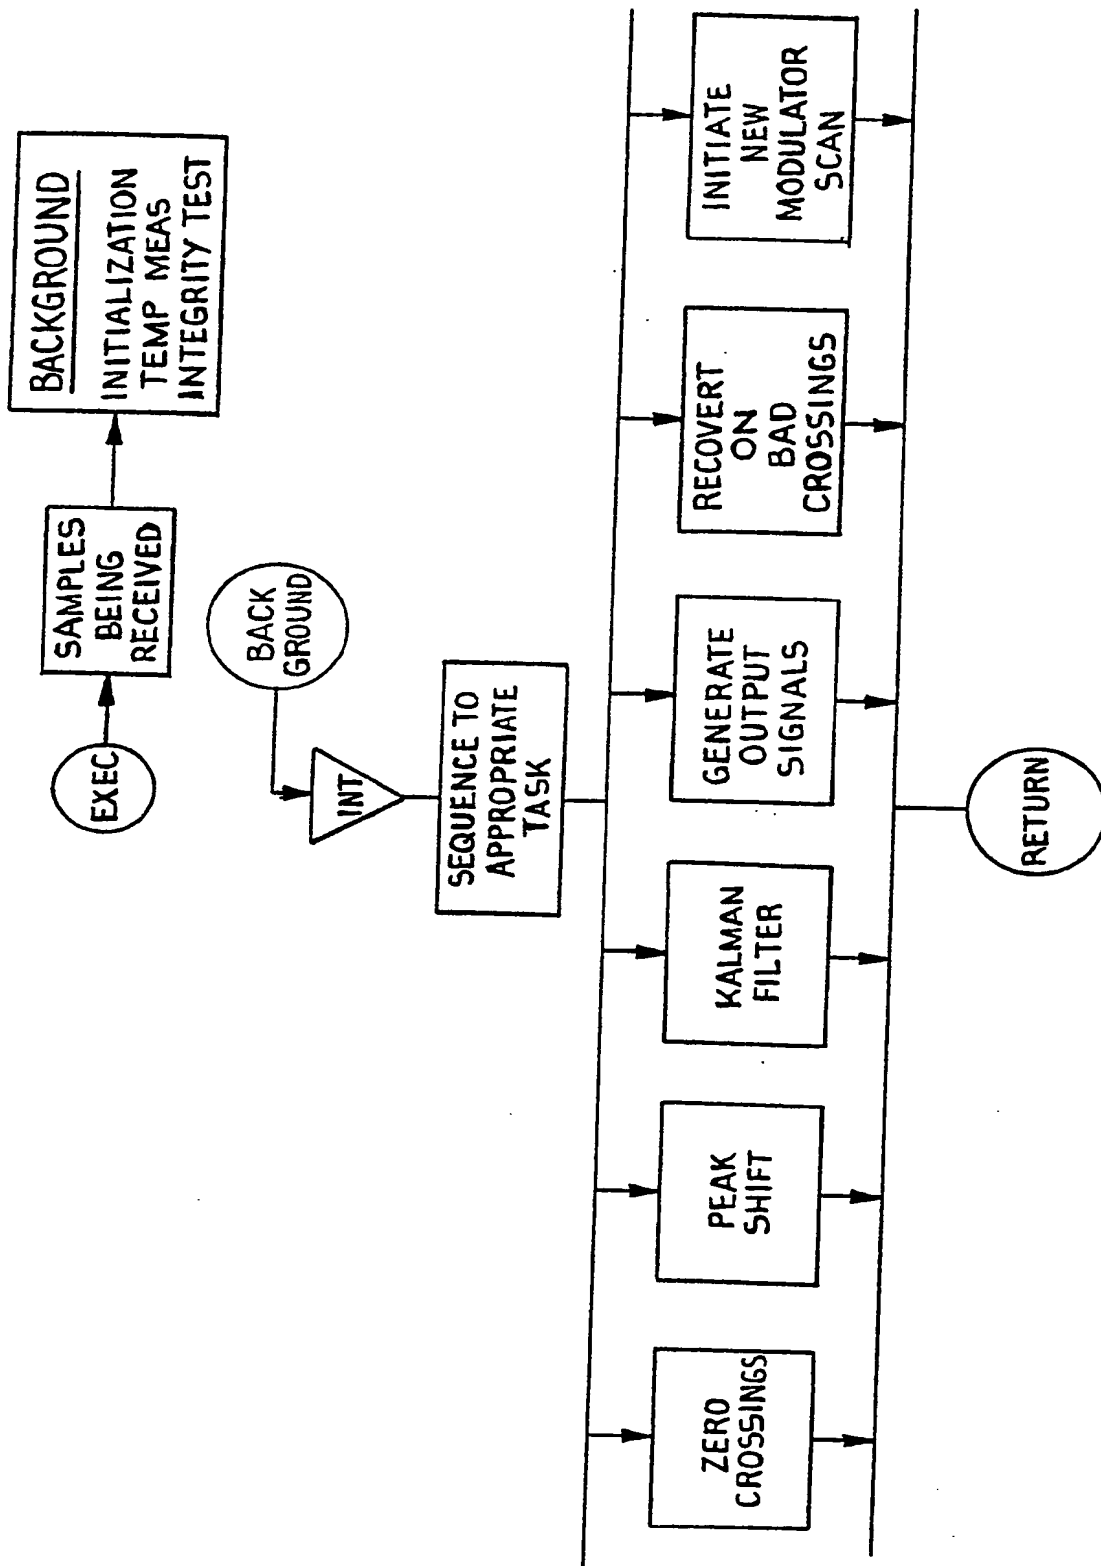 EXEC
SAMPLES
BEING
RECEIVED
BACKGROUND
INITIALIZATION
TEMP MEAS
INTEGRITY TEST
BACK
GROUND
INT
SEQUENCE TO
APPROPRIATE
TASK
ZERO
CROSSINGS
PEAK
SHIFT
KALMAN
FILTER
GENERATE
OUTPUT
SIGNALS
RECOVERT
ON
BAD
CROSSINGS
INITIATE
NEW
MODULATOR
SCAN
RETURN